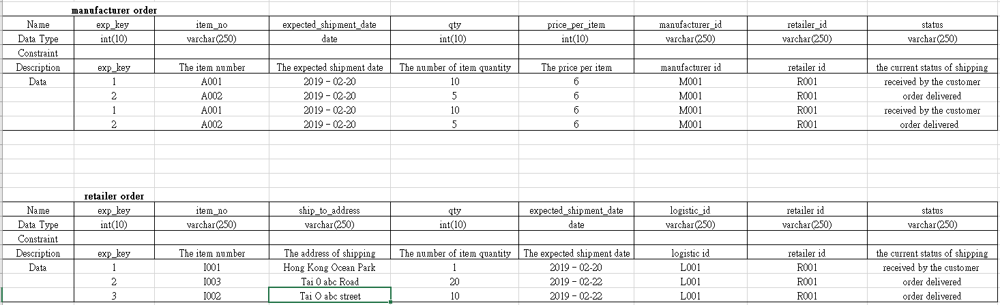 manufacturer order
Name exp_key item_no expected_shipment_date qty price_per_item manufacturer_id retailer_id status
Data Type int(10) varchar(250) date int(10) int(10) varchar(250) varchar(250) varchar(250)
Constraint
Description exp_key The item number The expected shipment date The number of item quantity The price per item manufacturer id retailer id the current status of shipping
Data 1 A001 2019 - 02-20 10 6 M001 R001 received by the customer
2 A002 2019 - 02-20 5 6 M001 R001 order delivered
1 A001 2019 - 02-20 10 6 M001 R001 received by the customer
2 A002 2019 - 02-20 5 6 M001 R001 order delivered
retailer order
Name exp_key item_no ship_to_address qty expected_shipment_date logistic_id retailer id status
Data Type int(10) varchar(250) varchar(250) int(10) date varchar(250) varchar(250) varchar(250)
Constraint
Description exp_key The item number The address of shipping The number of item quantity The expected shipment date logistic id retailer id the current status of shipping
Data 1 I001 Hong Kong Ocean Park 1 2019 - 02-20 L001 R001 received by the customer
2 I003 Tai 0 abc Road 20 2019 - 02-22 L001 R001 order delivered
3 I002 Tai O abc street 10 2019 - 02-22 L001 R001 order delivered